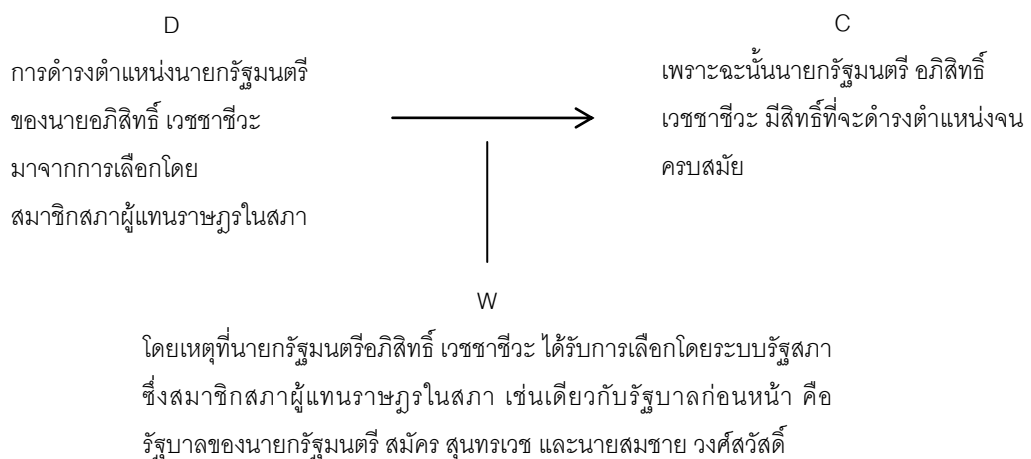 D
การดำรงตำแหน่งนายกรัฐมนตรี
ของนายอภิสิทธิ์ เวชชาชีวะ
มาจากการเลือกโดย
สมาชิกสภาผู้แทนราษฎรในสภา
C
เพราะฉะนั้นนายกรัฐมนตรี อภิสิทธิ์
เวชชาชีวะ มีสิทธิ์ที่จะดำรงตำแหน่งจน
ครบสมัย
W
โดยเหตุที่นายกรัฐมนตรีอภิสิทธิ์ เวชชาชีวะ ได้รับการเลือกโดยระบบรัฐสภา
ซึ่งสมาชิกสภาผู้แทนราษฎรในสภา เช่นเดียวกับรัฐบาลก่อนหน้า คือ
รัฐบาลของนายกรัฐมนตรี สมัคร สุนทรเวช และนายสมชาย วงศ์สวัสดิ์